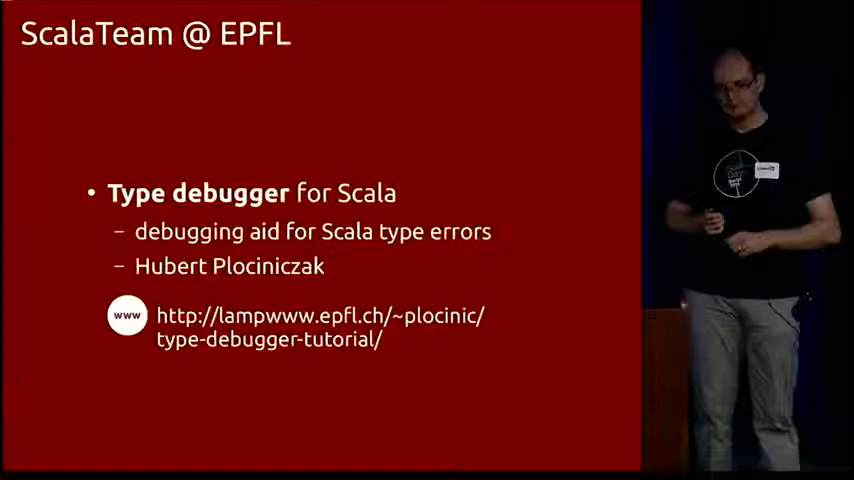 ScalaTeam @ EPFL
• Type debugger for Scala
– debugging aid for Scala type errors
– Hubert Plociniczak
www http://lampwww.epfl.ch/~plocinic/
type-debugger-tutorial/